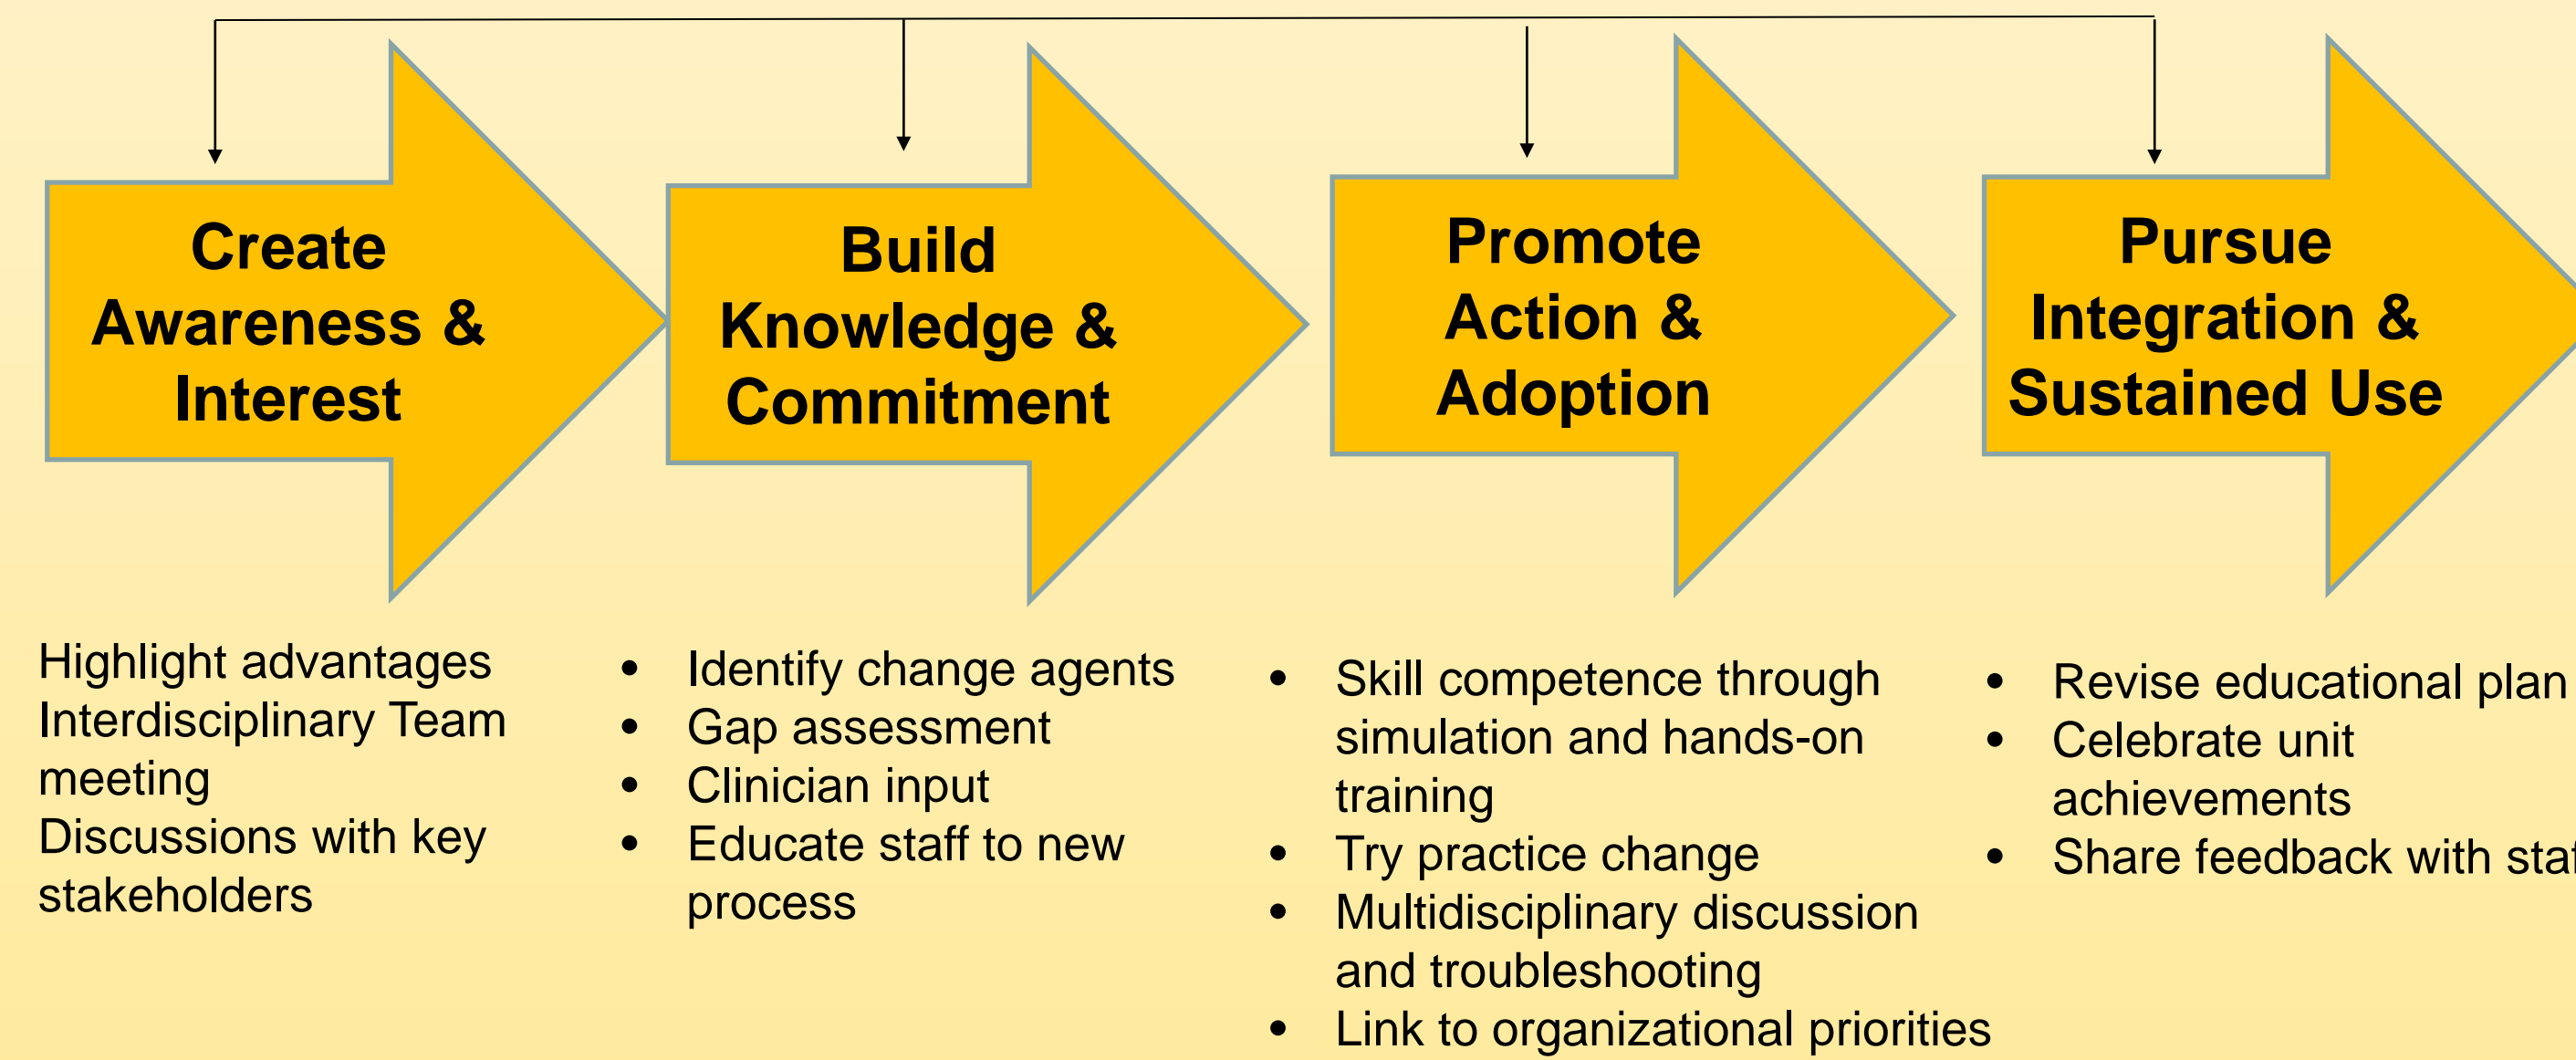 Create
Awareness &
Interest
Build
Knowledge &
Commitment
Promote
Action &
Adoption
Pursue
Integration &
Sustained Use
Highlight advantages
Interdisciplinary Team
meeting
Discussions with key
stakeholders
• Identify change agents
• Gap assessment
• Clinician input
• Educate staff to new
process
• Skill competence through
simulation and hands-on
training
• Try practice change
• Multidisciplinary discussion
and troubleshooting
• Link to organizational priorities
• Revise educational plan
• Celebrate unit
achievements
• Share feedback with